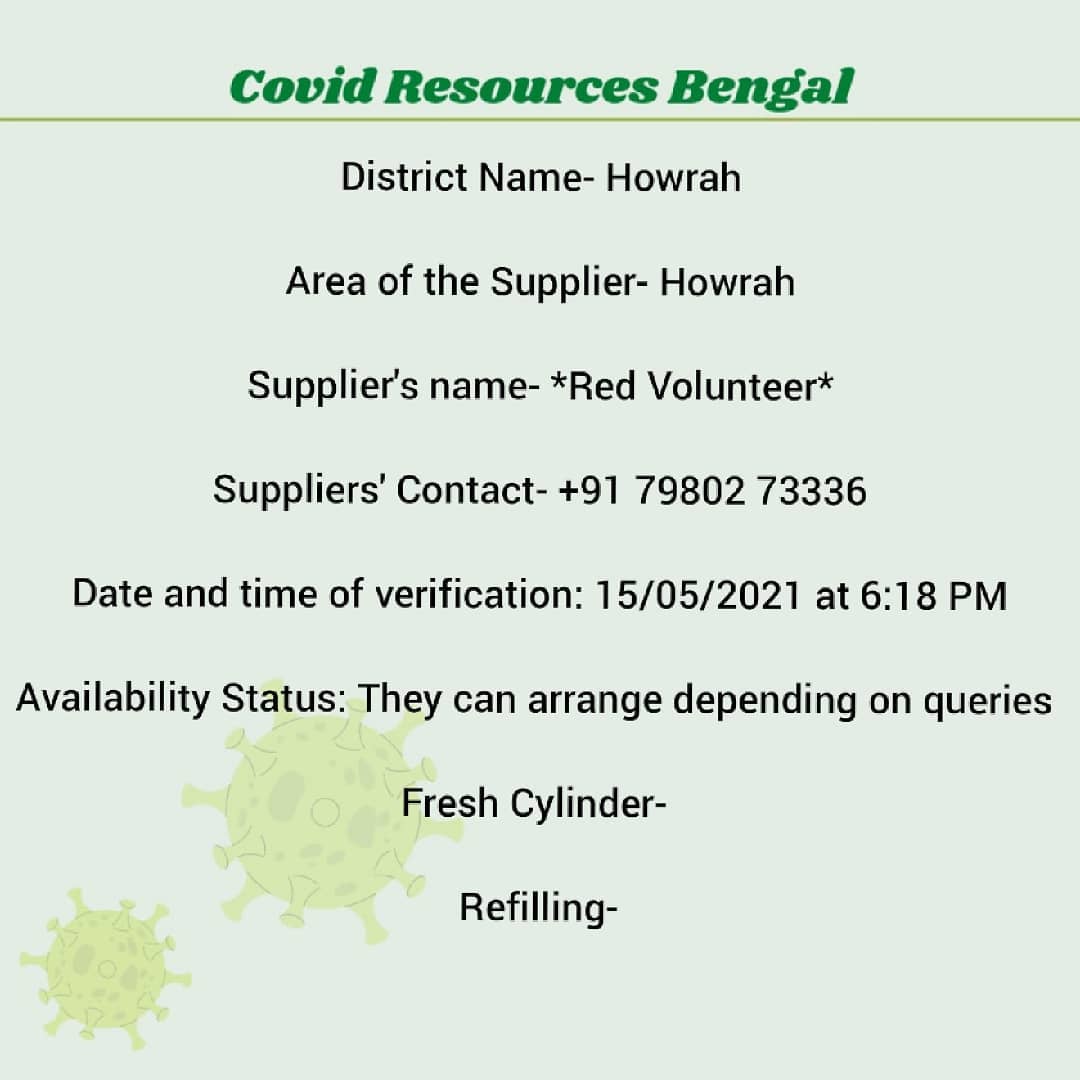 Covid Resources Bengal
District Name- Howrah
Area of the Supplier- Howrah
Supplier's name- *Red Volunteer*
Suppliers' Contact- +91 79802 73336
Date and time of verification: 15/05/2021 at 6:18 PM
Availability Status: They can arrange depending on queries
Fresh Cylinder-
Refilling-